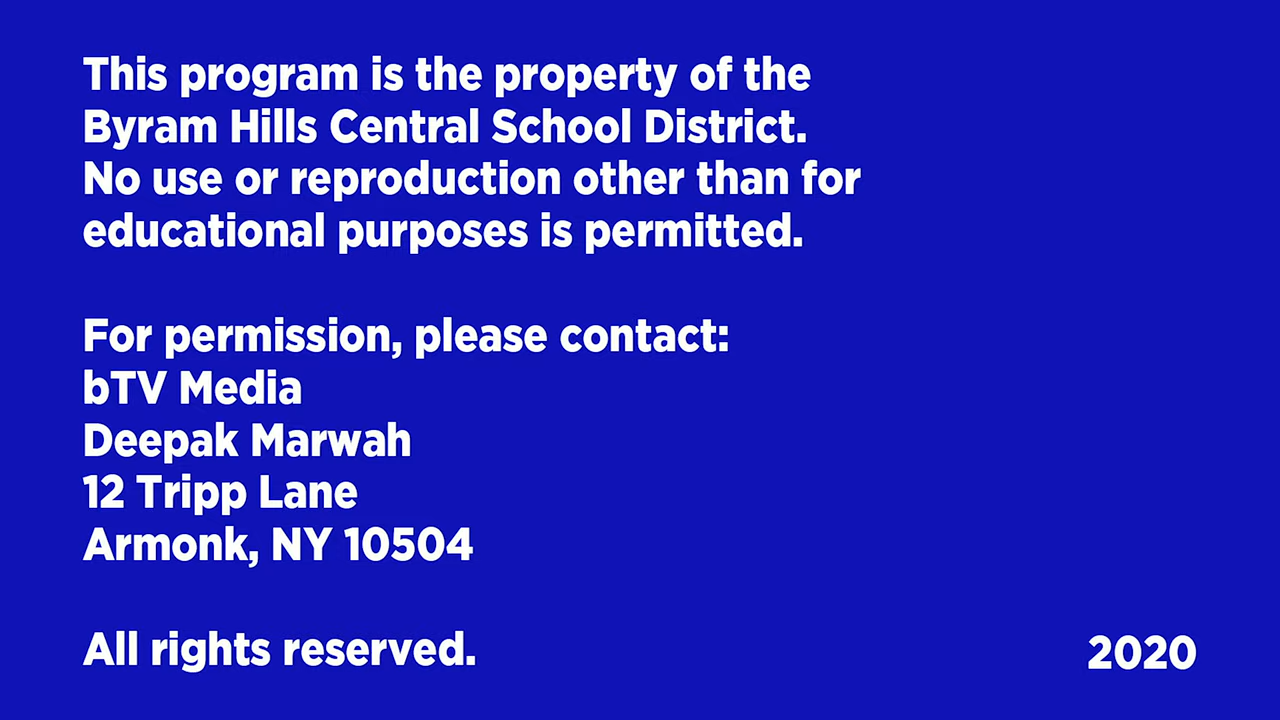 This program is the property of the
Byram Hills Central School District.
No use or reproduction other than for
educational purposes is permitted.
For permission, please contact:
bTV Media
Deepak Marwah
12 Tripp Lane
Armonk, NY 10504
All rights reserved.
2020